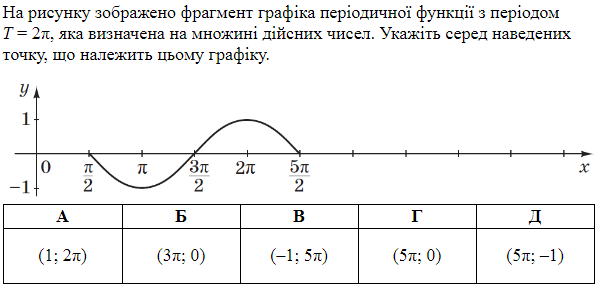 На рисунку зображено фрагмент графіка періодичної функції з періодом
T = 2π, яка визначена на множині дійсних чисел. Укажіть серед наведених
точку, що належить цьому графіку.
y
1
0 π/2 π 3π/2 2π 5π/2 x
–1
А Б В Г Д
(1; 2π) (3π; 0) (–1; 5π) (5π; 0) (5π; –1)